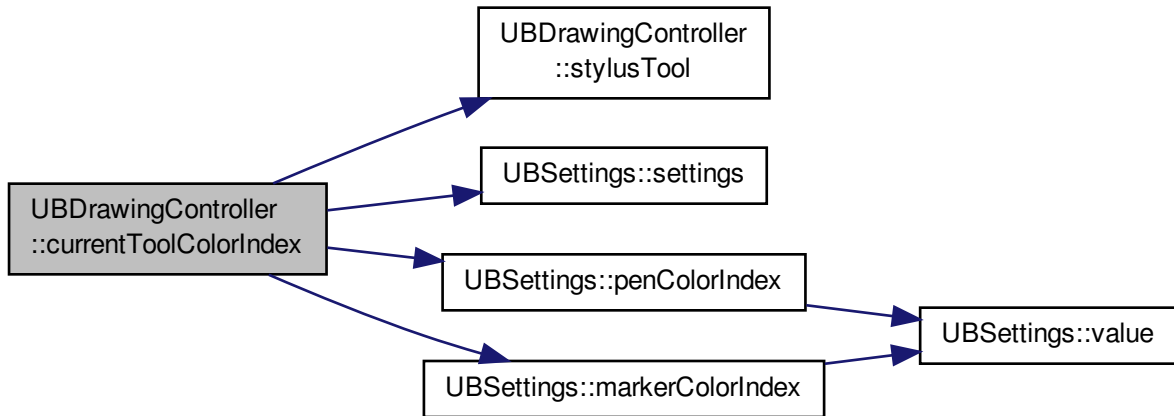 UBDrawingController
::stylusTool
UBSettings::settings
UBDrawingController
::currentToolColorIndex
UBSettings::penColorIndex
UBSettings::value
UBSettings::markerColorIndex